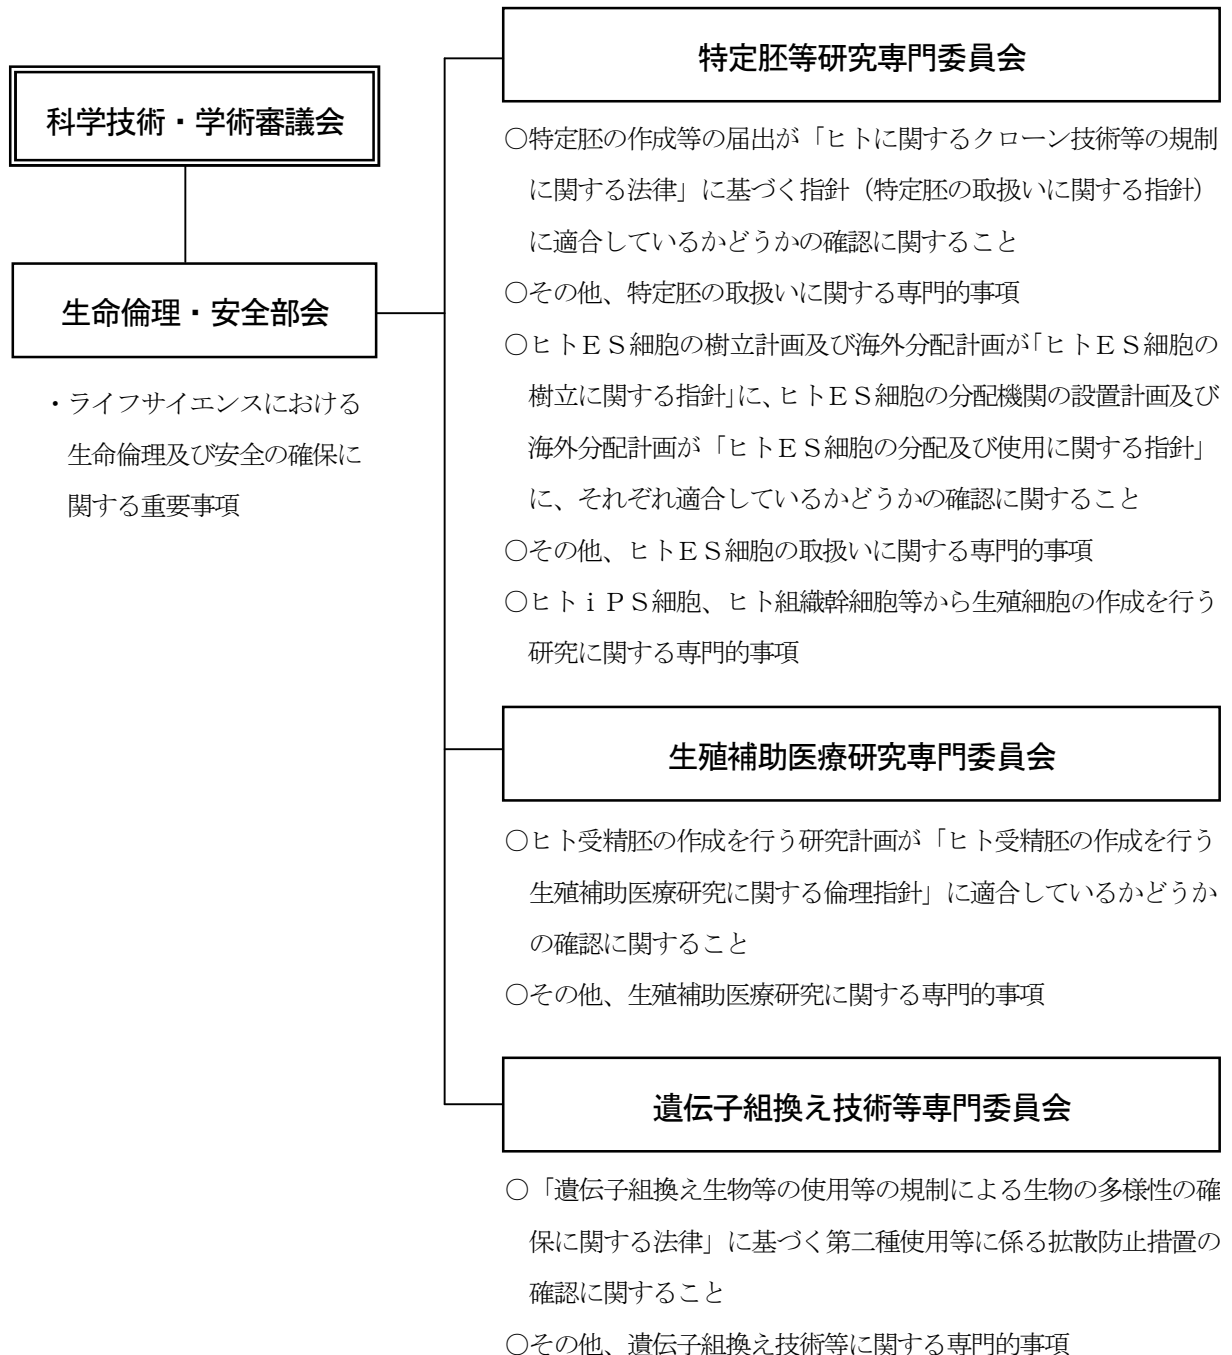 科学技術・学術審議会
生命倫理・安全部会
・ライフサイエンスにおける
生命倫理及び安全の確保に
関する重要事項
特定胚等研究専門委員会
○特定胚の作成等の届出が「ヒトに関するクローン技術等の規制
に関する法律」に基づく指針（特定胚の取扱いに関する指針）
に適合しているかどうかの確認に関すること
○その他、特定胚の取扱いに関する専門的事項
○ヒトＥＳ細胞の樹立計画及び海外分配計画が「ヒトＥＳ細胞の
樹立に関する指針」に、ヒトＥＳ細胞の分配機関の設置計画及び
海外分配計画が「ヒトＥＳ細胞の分配及び使用に関する指針」
に、それぞれ適合しているかどうかの確認に関すること
○その他、ヒトＥＳ細胞の取扱いに関する専門的事項
○ヒトｉＰＳ細胞、ヒト組織幹細胞等から生殖細胞の作成を行う
研究に関する専門的事項
生殖補助医療研究専門委員会
○ヒト受精胚の作成を行う研究計画が「ヒト受精胚の作成を行う
生殖補助医療研究に関する倫理指針」に適合しているかどうか
の確認に関すること
○その他、生殖補助医療研究に関する専門的事項
遺伝子組換え技術等専門委員会
○「遺伝子組換え生物等の使用等の規制による生物の多様性の確
保に関する法律」に基づく第二種使用等に係る拡散防止措置の
確認に関すること
○その他、遺伝子組換え技術等に関する専門的事項